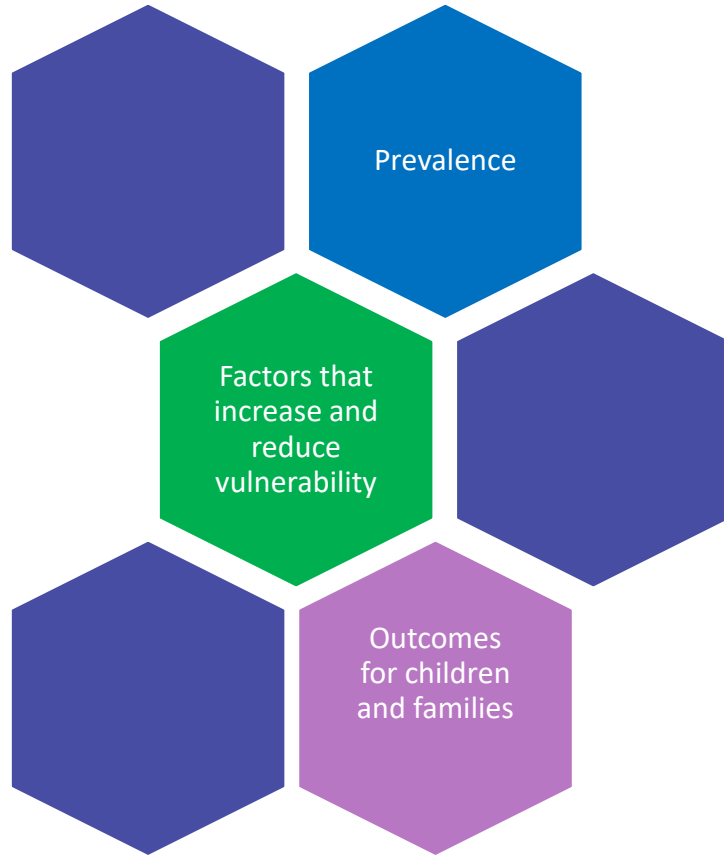 Prevalence
Factors that
increase and
reduce
vulnerability
Outcomes
for children
and families